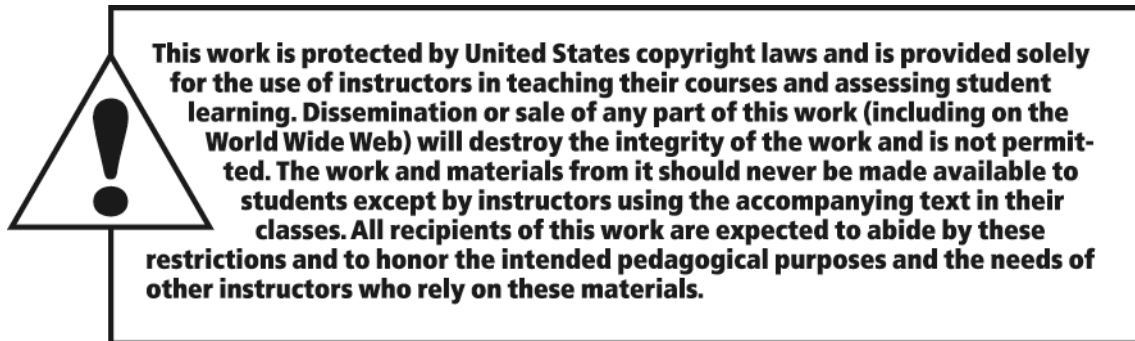 This work is protected by United States copyright laws and is provided solely
for the use of instructors in teaching their courses and assessing student
learning. Dissemination or sale of any part of this work (including on the
World Wide Web) will destroy the integrity of the work and is not permit-
ted. The work and materials from it should never be made available to
students except by instructors using the accompanying text in their
classes. All recipients of this work are expected to abide by these
restrictions and to honor the intended pedagogical purposes and the needs of
other instructors who rely on these materials.